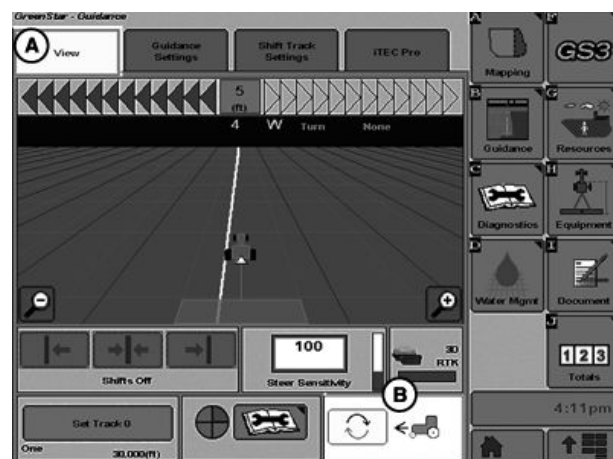 GreenStar - Guidance
A
View
Guidance
Settings
Shift Track
Settings
iTEC Pro
5
(ft)
4 W Turn None
Shifts Off
100
Steer Sensitivity
3D
RTK
B
Set Track 0
One 30.000(ft)
A
Mapping
F
GS3
B
Guidance
G
Resources
C
Diagnostics
H
Equipment
D
Water Mgmt
I
Document
J
123
Totals
4:11pm